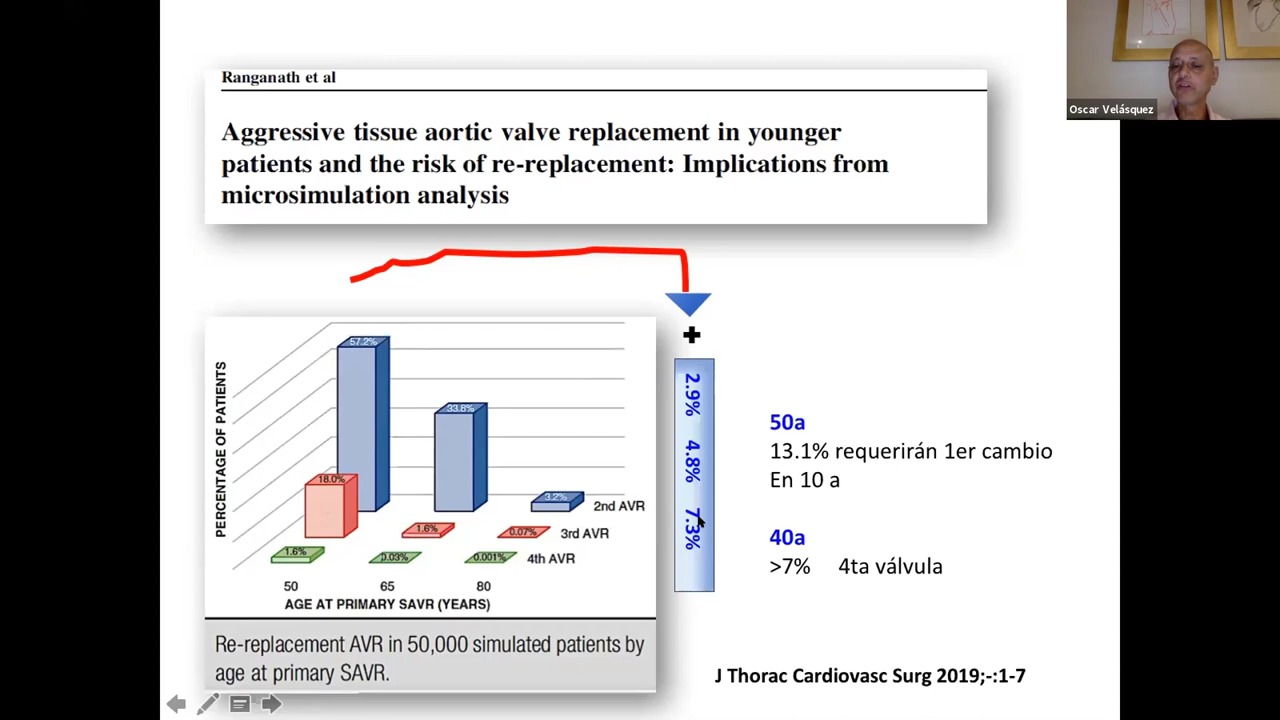 Oscar Velásquez
Ranganath et al
Aggressive tissue aortic valve replacement in younger
patients and the risk of re-replacement: Implications from
microsimulation analysis
PERCENTAGE OF PATIENTS
57.2%
33.8%
3.2%
2nd AVR
18.0%
1.6%
0.07%
3rd AVR
1.6%
0.03%
0.001%
4th AVR
50 65 80
AGE AT PRIMARY SAVR (YEARS)
Re-replacement AVR in 50,000 simulated patients by
age at primary SAVR.
+
2.9% 4.8% 7.3%
50a
13.1% requerirán 1er cambio
En 10 a
40a
>7% 4ta válvula
J Thorac Cardiovasc Surg 2019;-:1-7